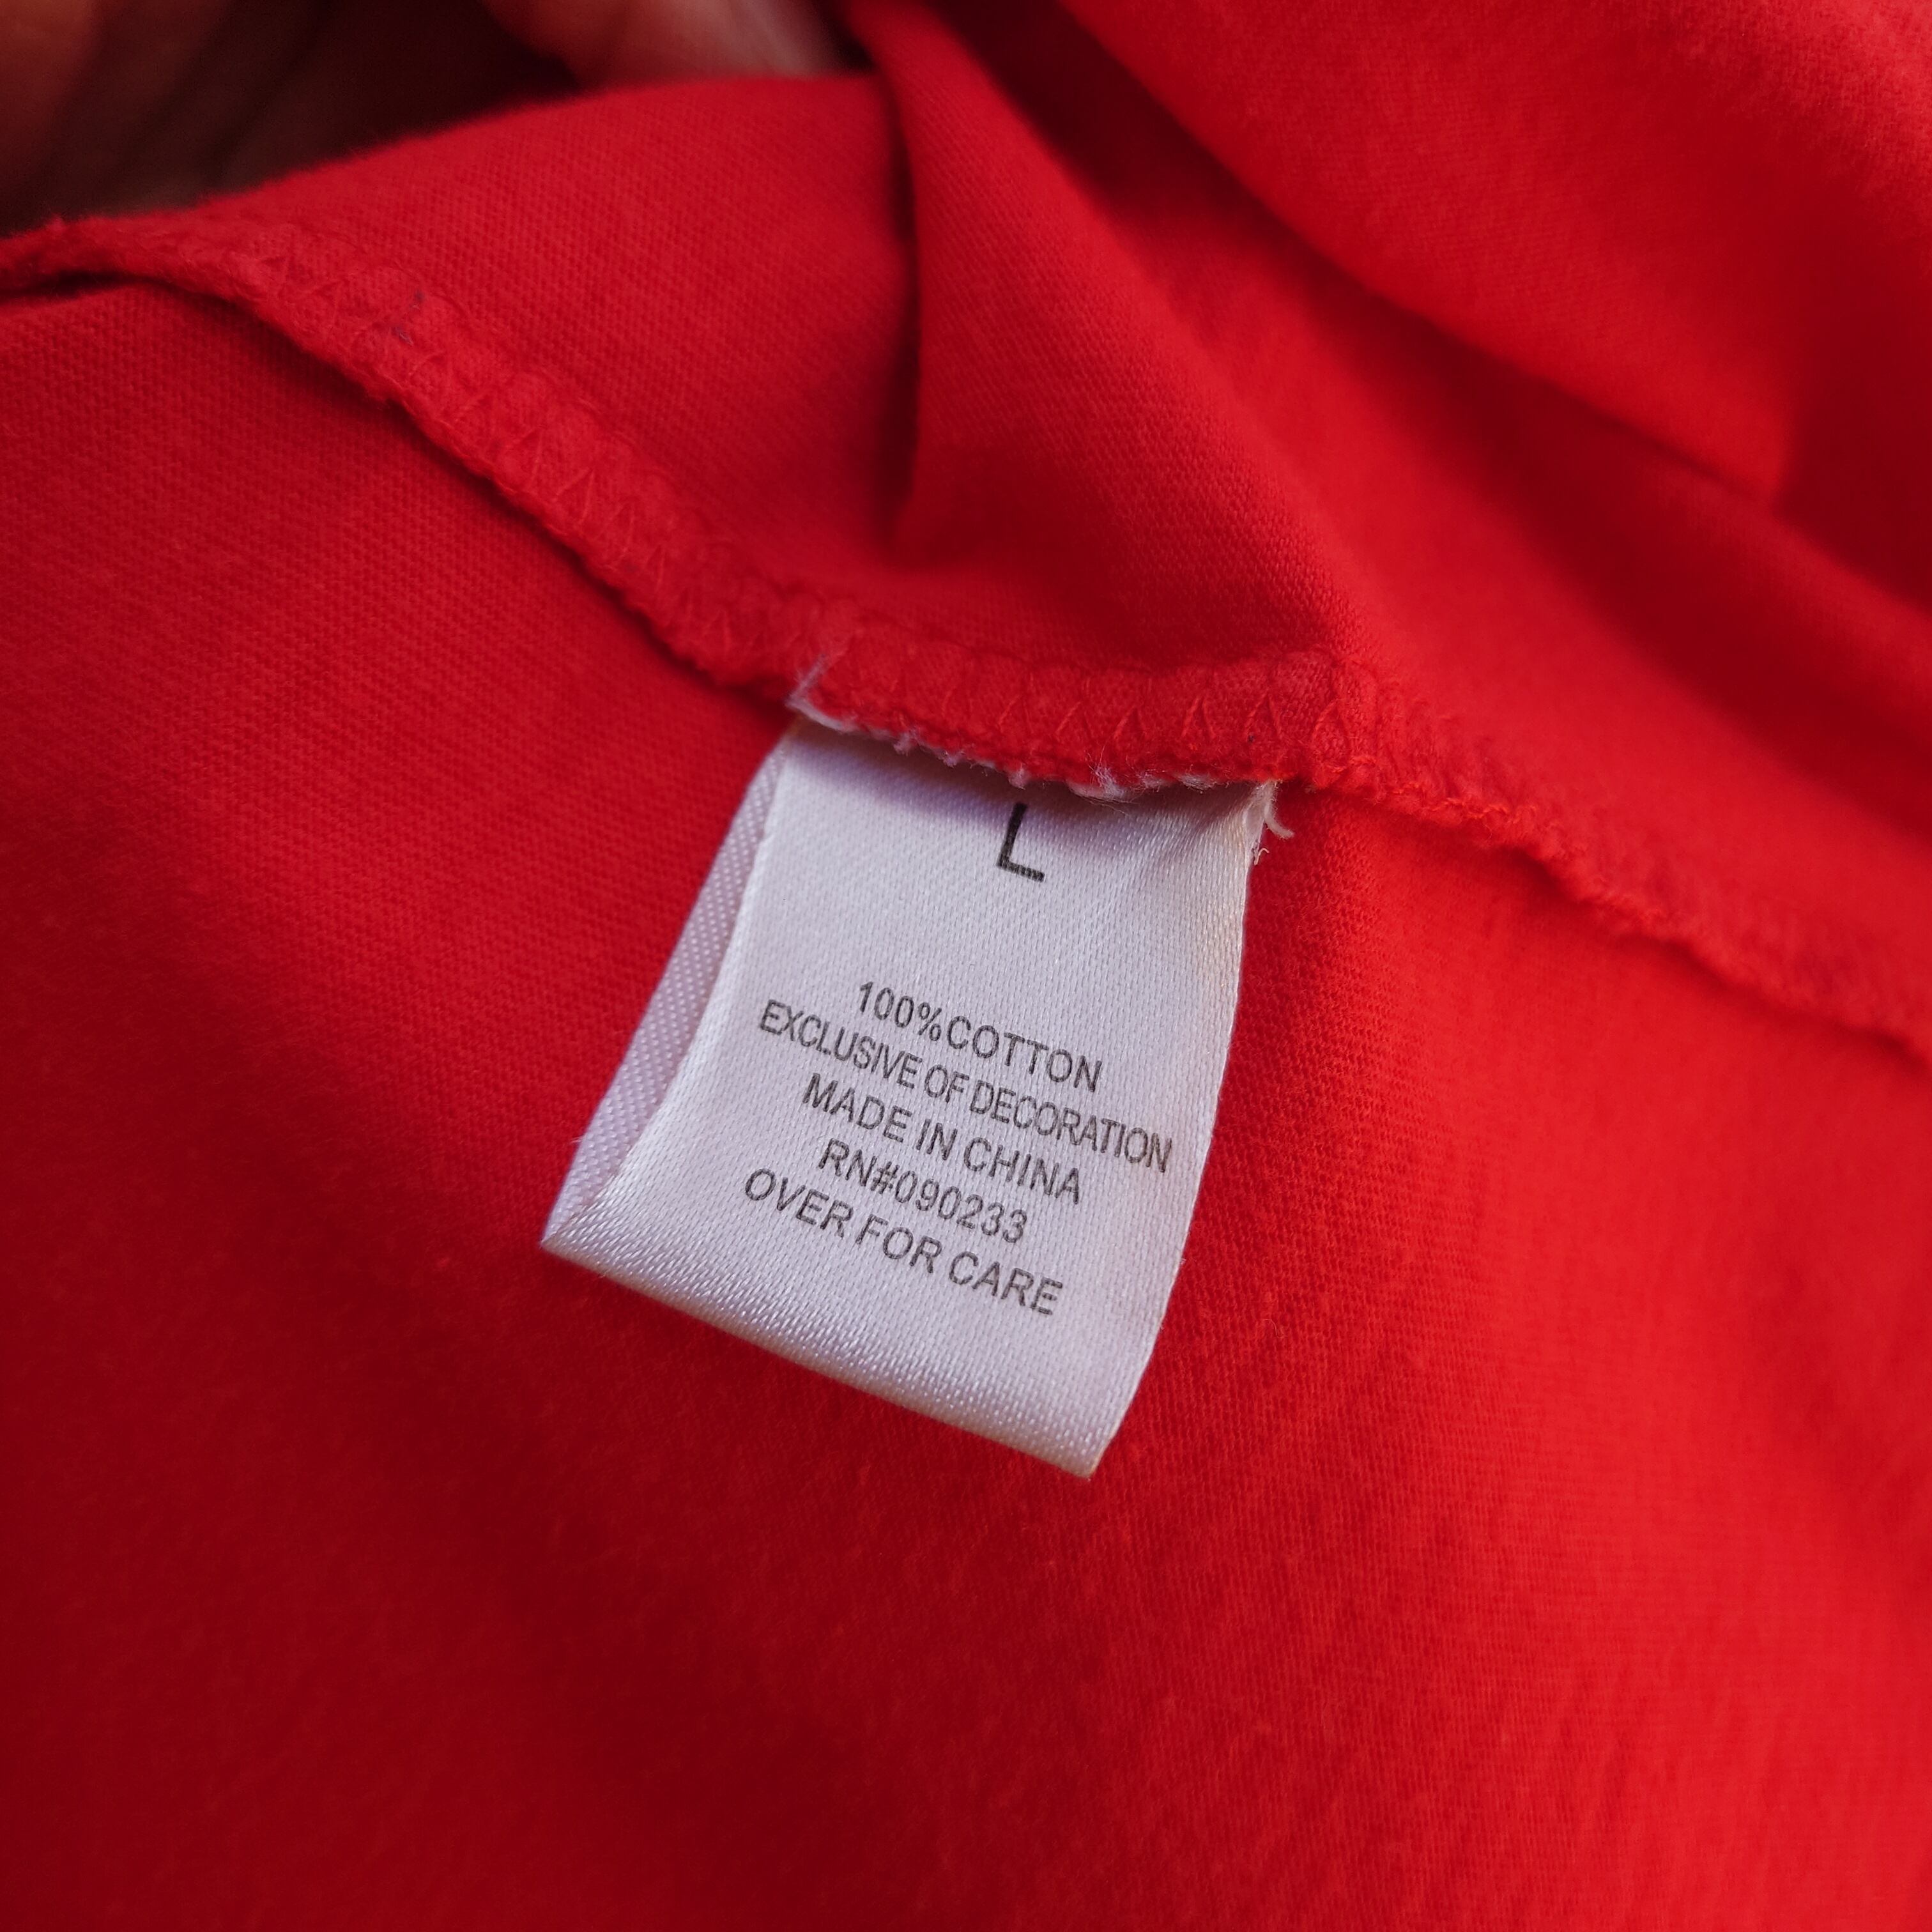 L
100%COTTON
EXCLUSIVE OF DECORATION
MADE IN CHINA
RN#090233
OVER FOR CARE